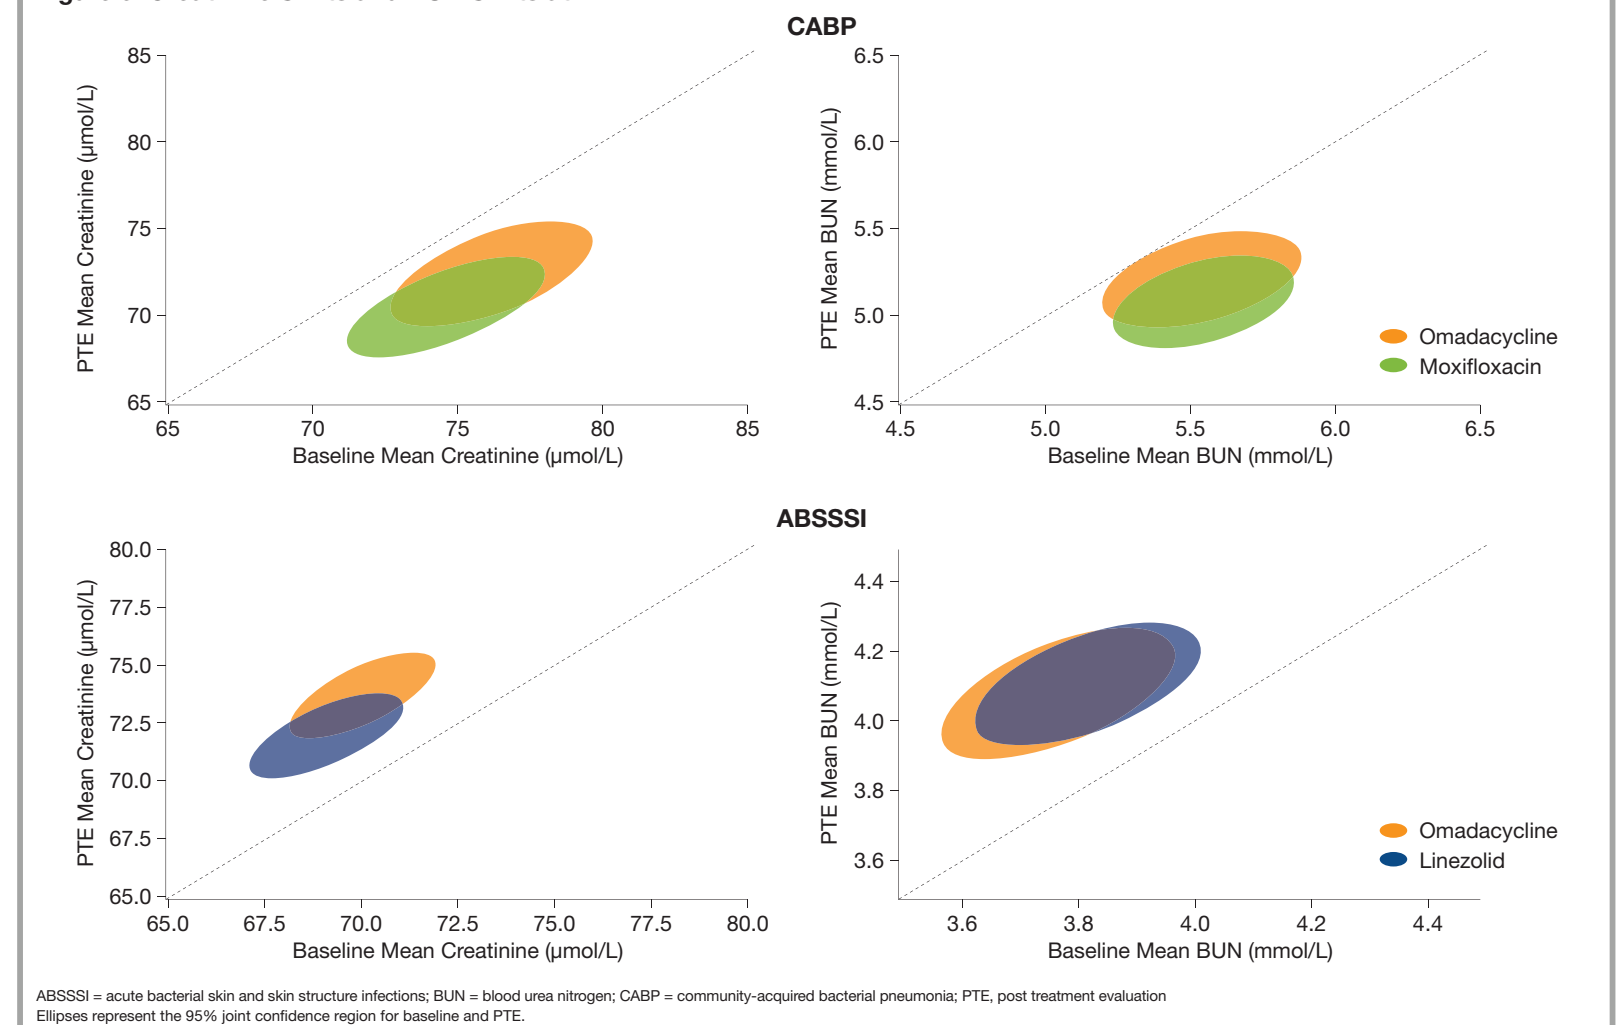 CABP
85
80
75
70
65
PTE Mean Creatinine (µmol/L)
65 70 75 80 85
Baseline Mean Creatinine (µmol/L)
6.5
6.0
5.5
5.0
4.5
PTE Mean BUN (mmol/L)
4.5 5.0 5.5 6.0 6.5
Baseline Mean BUN (mmol/L)
Omadacycline
Moxifloxacin
ABSSSI
80.0
77.5
75.0
72.5
70.0
67.5
65.0
PTE Mean Creatinine (µmol/L)
65.0 67.5 70.0 72.5 75.0 77.5 80.0
Baseline Mean Creatinine (µmol/L)
4.4
4.2
4.0
3.8
3.6
PTE Mean BUN (mmol/L)
3.6 3.8 4.0 4.2 4.4
Baseline Mean BUN (mmol/L)
Omadacycline
Linezolid
ABSSSI = acute bacterial skin and skin structure infections; BUN = blood urea nitrogen; CABP = community-acquired bacterial pneumonia; PTE, post treatment evaluation
Ellipses represent the 95% joint confidence region for baseline and PTE.